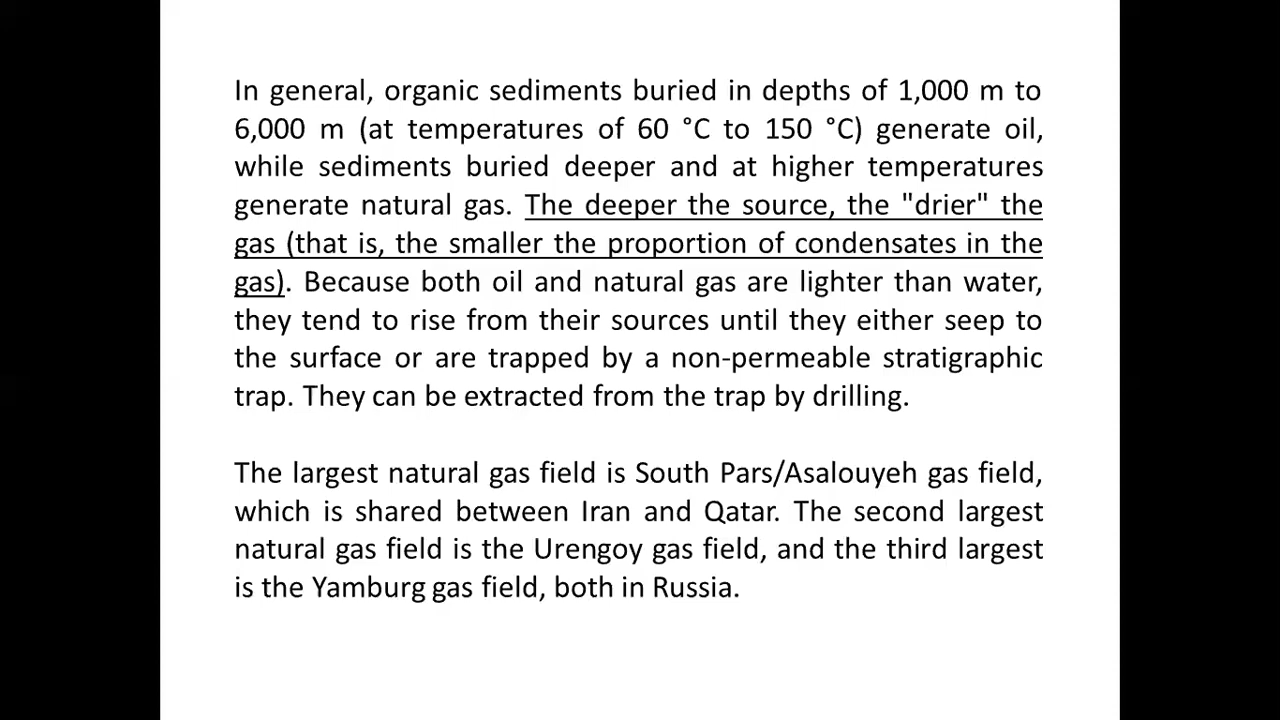 In general, organic sediments buried in depths of 1,000 m to
6,000 m (at temperatures of 60 °C to 150 °C) generate oil,
while sediments buried deeper and at higher temperatures
generate natural gas. The deeper the source, the "drier" the
gas (that is, the smaller the proportion of condensates in the
gas). Because both oil and natural gas are lighter than water,
they tend to rise from their sources until they either seep to
the surface or are trapped by a non-permeable stratigraphic
trap. They can be extracted from the trap by drilling.
The largest natural gas field is South Pars/Asalouyeh gas field,
which is shared between Iran and Qatar. The second largest
natural gas field is the Urengoy gas field, and the third largest
is the Yamburg gas field, both in Russia.